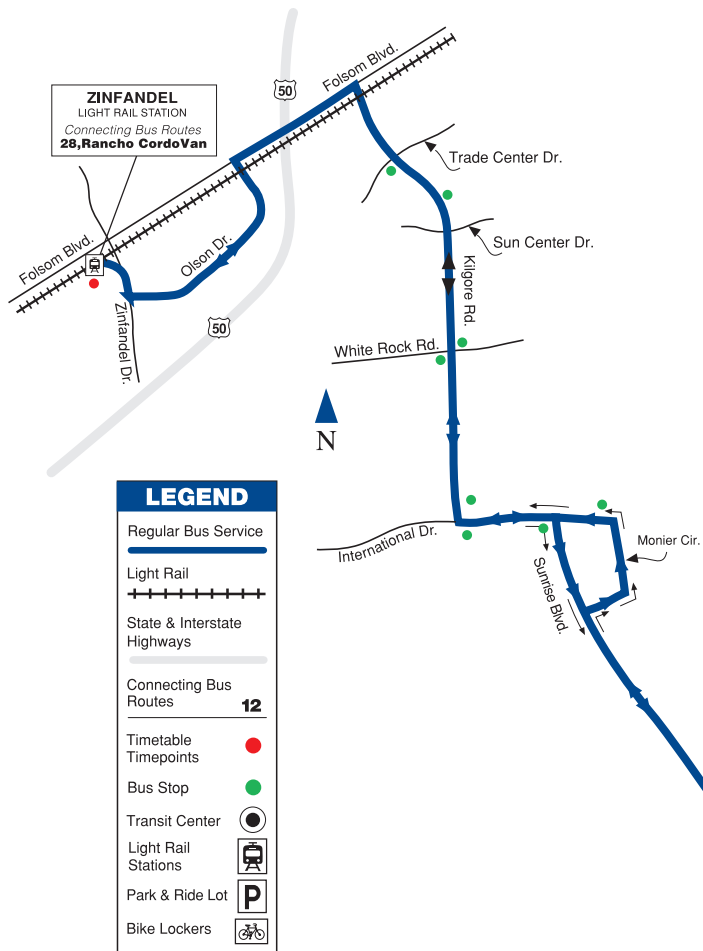 Folsom Blvd.
50
ZINFANDEL
LIGHT RAIL STATION
Connecting Bus Routes
28,Rancho CordoVan
Trade Center Dr.
Folsom Blvd.
Olson Dr.
Sun Center Dr.
Kilgore Rd.
Zinfandel Dr.
50
White Rock Rd.
N
LEGEND
Regular Bus Service
Light Rail
State & Interstate
Highways
Connecting Bus
Routes 12
Timetable
Timepoints
Bus Stop
Transit Center
Light Rail
Stations
Park & Ride Lot P
Bike Lockers
International Dr.
Monier Cir.
Sunrise Blvd.